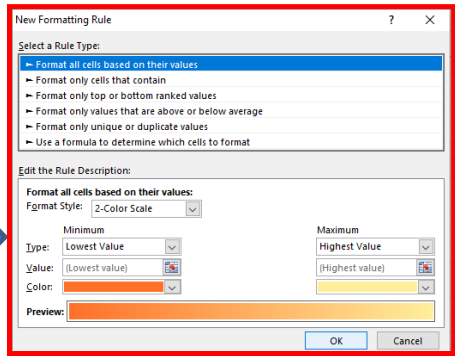 New Formatting Rule ? ×
Select a Rule Type:
► Format all cells based on their values
► Format only cells that contain
► Format only top or bottom ranked values
► Format only values that are above or below average
► Format only unique or duplicate values
► Use a formula to determine which cells to format
Edit the Rule Description:
Format all cells based on their values:
Format Style: 2-Color Scale
Minimum Maximum
Type: Lowest Value Highest Value
Value: (Lowest value) (Highest value)
Color:
Preview:
OK Cancel